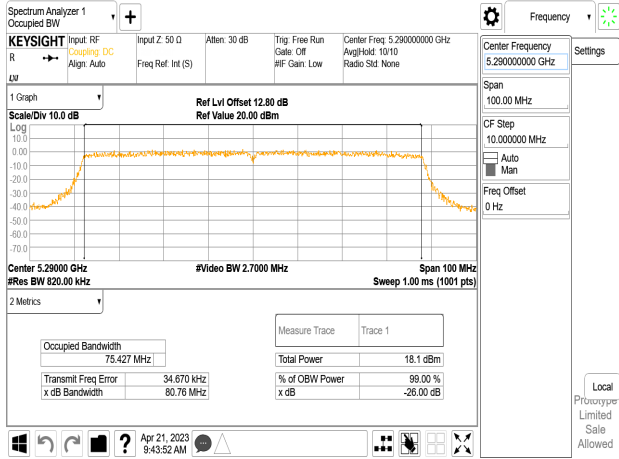 Spectrum Analyzer 1
Occupied BW
Frequency
KEYSIGHT
R
Input: RF
Coupling: DC
Align: Auto
Input Z: 50 Ω
Freq Ref: Int (S)
Atten: 30 dB
Trig: Free Run
Gate: Off
#IF Gain: Low
Center Freq: 5.290000000 GHz
Avg|Hold: 10/10
Radio Std: None
Center Frequency
5.290000000 GHz
Settings
Span
100.00 MHz
CF Step
10.000000 MHz
Auto
Man
Freq Offset
0 Hz
1 Graph
Scale/Div 10.0 dB
Ref Lvl Offset 12.80 dB
Ref Value 20.00 dBm
Log
10.0
0.00
-10.0
-20.0
-30.0
-40.0
-50.0
-60.0
-70.0
Center 5.29000 GHz
#Video BW 2.7000 MHz
Span 100 MHz
#Res BW 820.00 kHz
Sweep 1.00 ms (1001 pts)
2 Metrics
Measure Trace
Trace 1
Occupied Bandwidth
75.427 MHz
Total Power
18.1 dBm
Transmit Freq Error
34.670 kHz
% of OBW Power
99.00 %
x dB Bandwidth
80.76 MHz
x dB
-26.00 dB
Local
Prototype
Limited
Sale
Allowed
?
Apr 21, 2023
9:43:52 AM